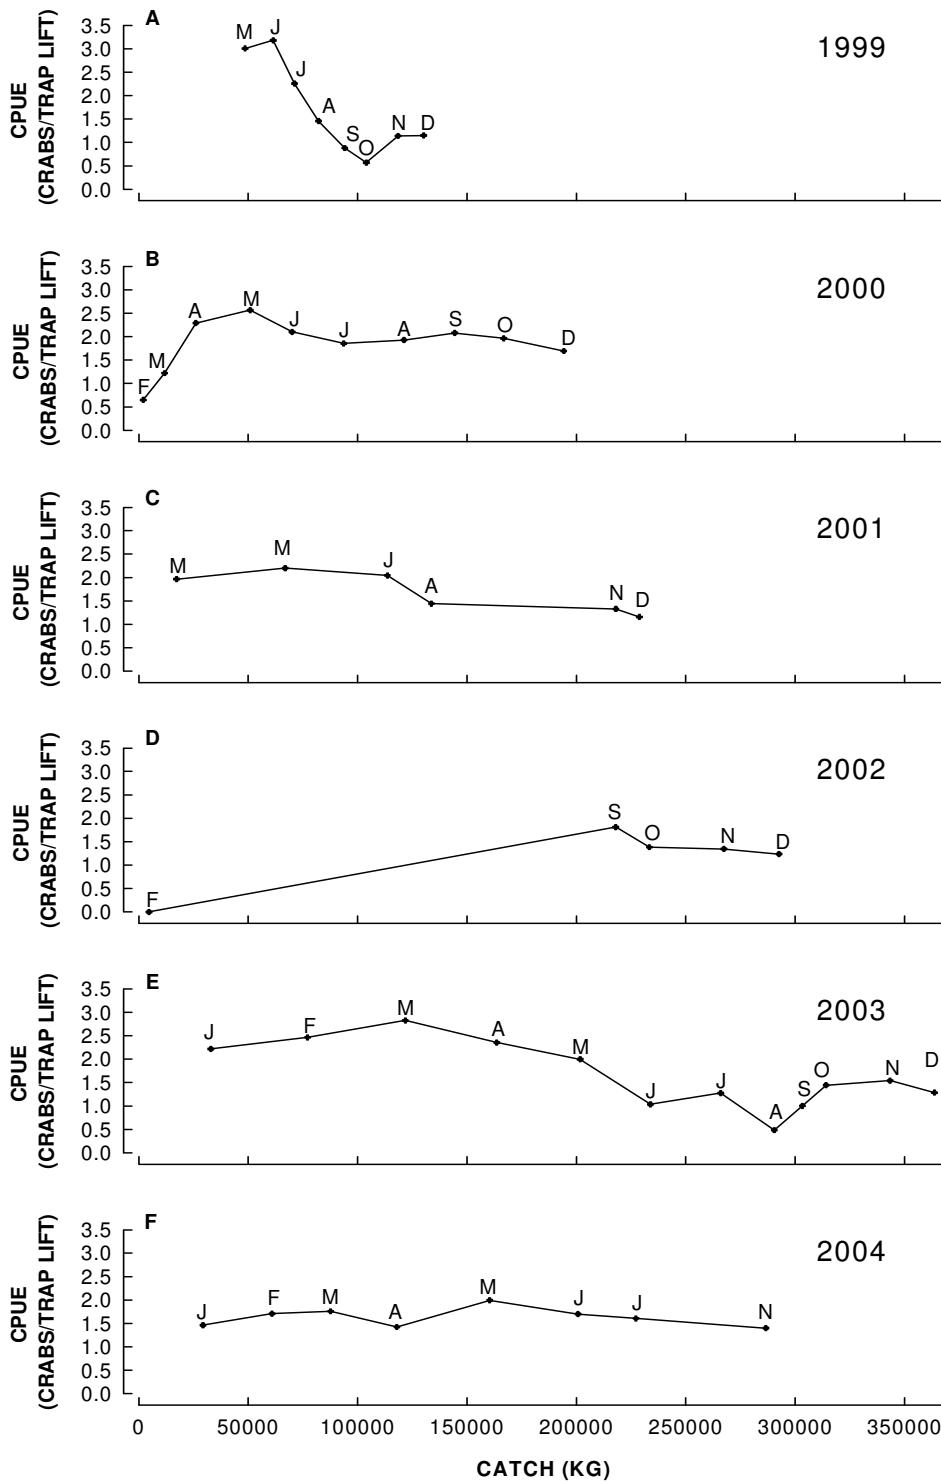 A
1999
CPUE
(CRABS/TRAP LIFT)
3.5
3.0
2.5
2.0
1.5
1.0
0.5
0.0
M J J A S O N D
B
2000
CPUE
(CRABS/TRAP LIFT)
3.5
3.0
2.5
2.0
1.5
1.0
0.5
0.0
F M A M J J A S O D
C
2001
CPUE
(CRABS/TRAP LIFT)
3.5
3.0
2.5
2.0
1.5
1.0
0.5
0.0
M M J A N D
D
2002
CPUE
(CRABS/TRAP LIFT)
3.5
3.0
2.5
2.0
1.5
1.0
0.5
0.0
F S O N D
E
2003
CPUE
(CRABS/TRAP LIFT)
3.5
3.0
2.5
2.0
1.5
1.0
0.5
0.0
J F M A M J J A S O N D
F
2004
CPUE
(CRABS/TRAP LIFT)
3.5
3.0
2.5
2.0
1.5
1.0
0.5
0.0
J F M A M J J N
0 50000 100000 150000 200000 250000 300000 350000
CATCH (KG)